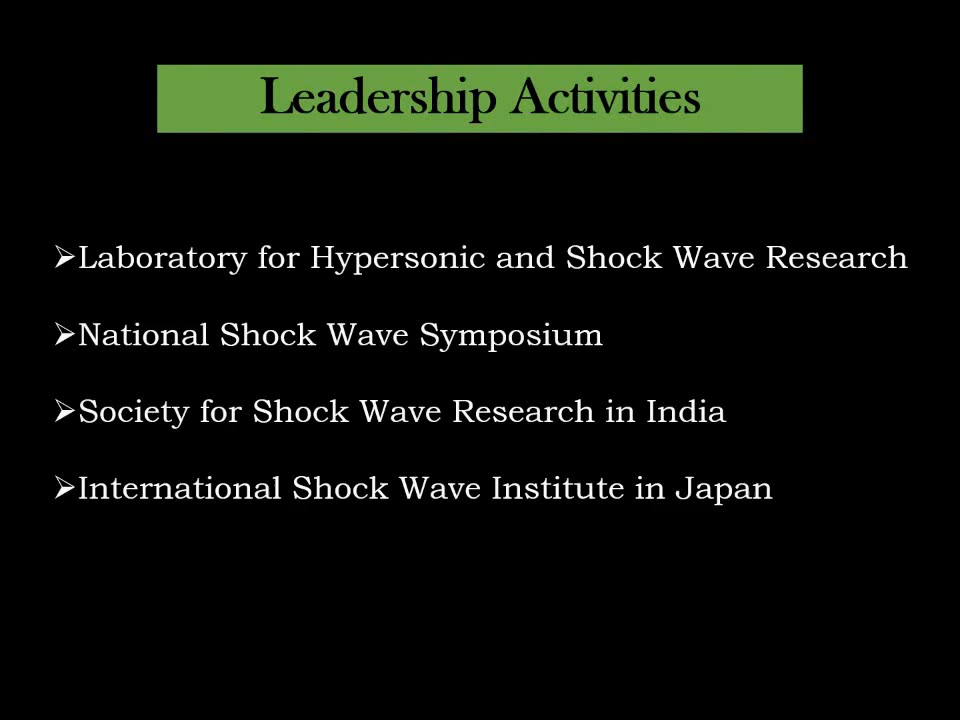 Leadership Activities
➢Laboratory for Hypersonic and Shock Wave Research
➢National Shock Wave Symposium
➢Society for Shock Wave Research in India
➢International Shock Wave Institute in Japan